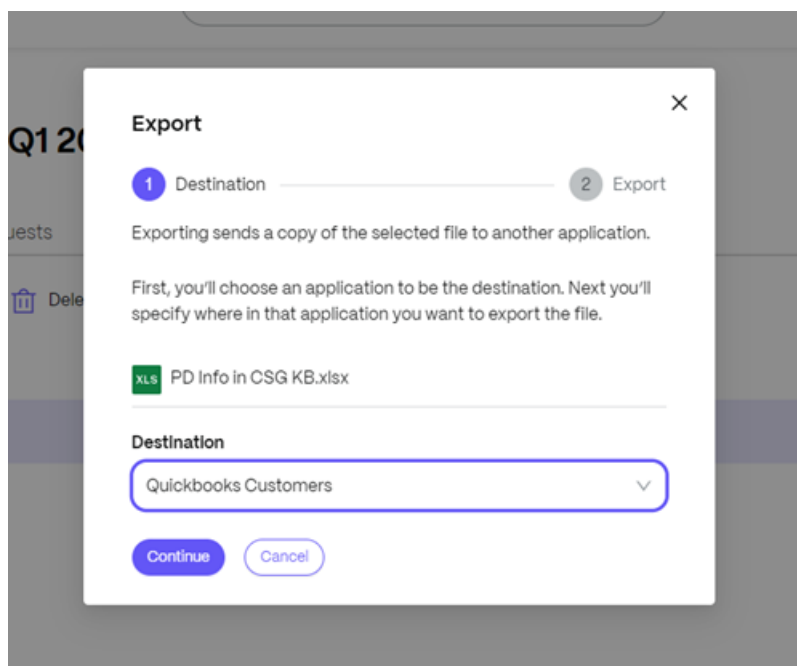 Export
Q1 20
1 Destination
2 Export
uests
Exporting sends a copy of the selected file to another application.
First, you'll choose an application to be the destination. Next you'll
Dele
specify where in that application you want to export the file.
XLS PD Info in CSG KB.xlsx
Destination
Quickbooks Customers
Continue
Cancel